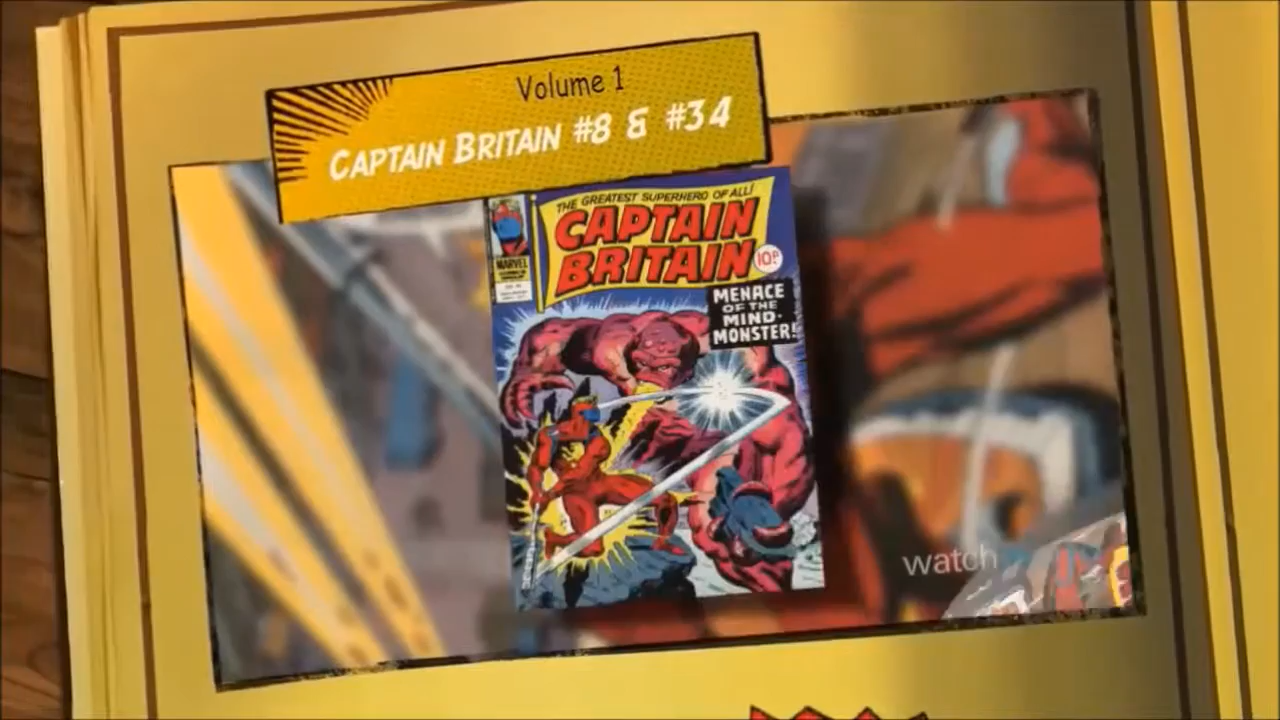 Volume 1
CAPTAIN BRITAIN #8 & #34
THE GREATEST SUPERHERO OF ALL!
CAPTAIN
BRITAIN
10P
MARVEL
MENACE
OF THE
MIND-
MONSTER!
watch